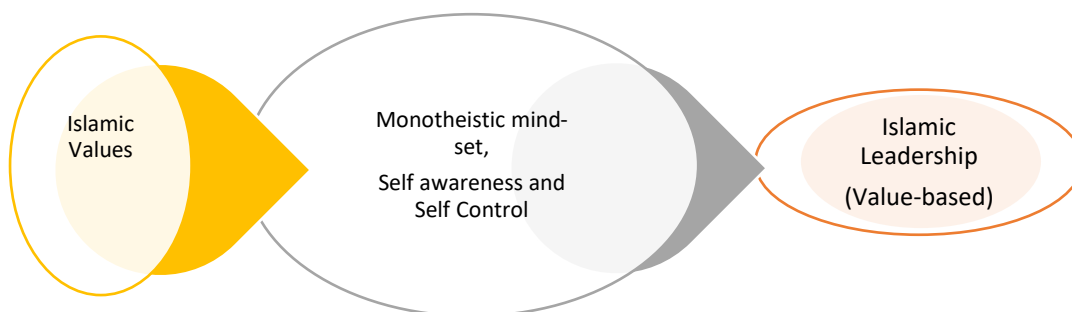 Islamic
Values
Monotheistic mind-
set,
Self awareness and
Self Control
Islamic
Leadership
(Value-based)